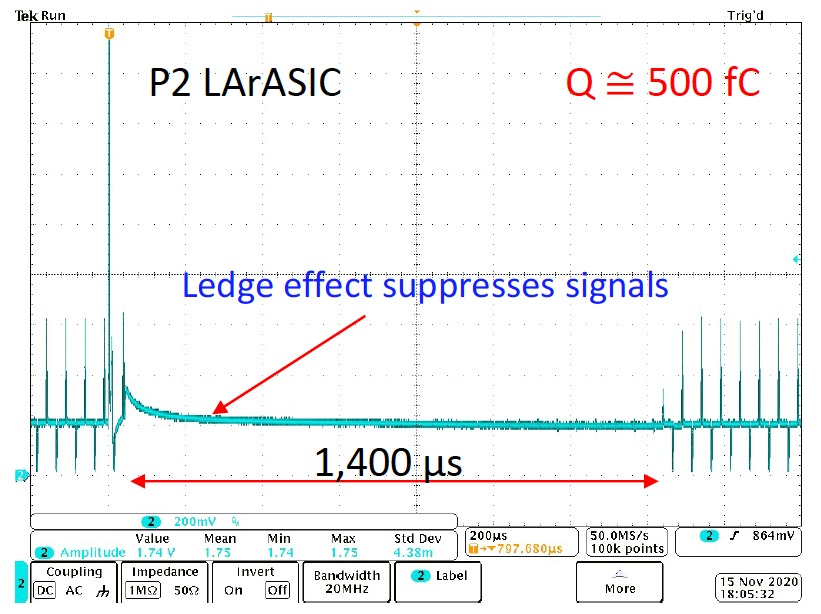 Tek Run Trig'd
T
T
P2 LArASIC Q ≅ 500 fC
Ledge effect suppresses signals
1,400 µs
2
2 200mV
Value Mean Min Max Std Dev
2 Amplitude 1.74 V 1.75 1.74 1.75 4.38m
200µs
T→▼797.680µs
50.0MS/s
100k points
2 ƒ 864mV
2
Coupling
DC AC
Impedance
1MΩ 50Ω
Invert
On Off
Bandwidth
20MHz
2 Label
More
15 Nov 2020
18:05:32